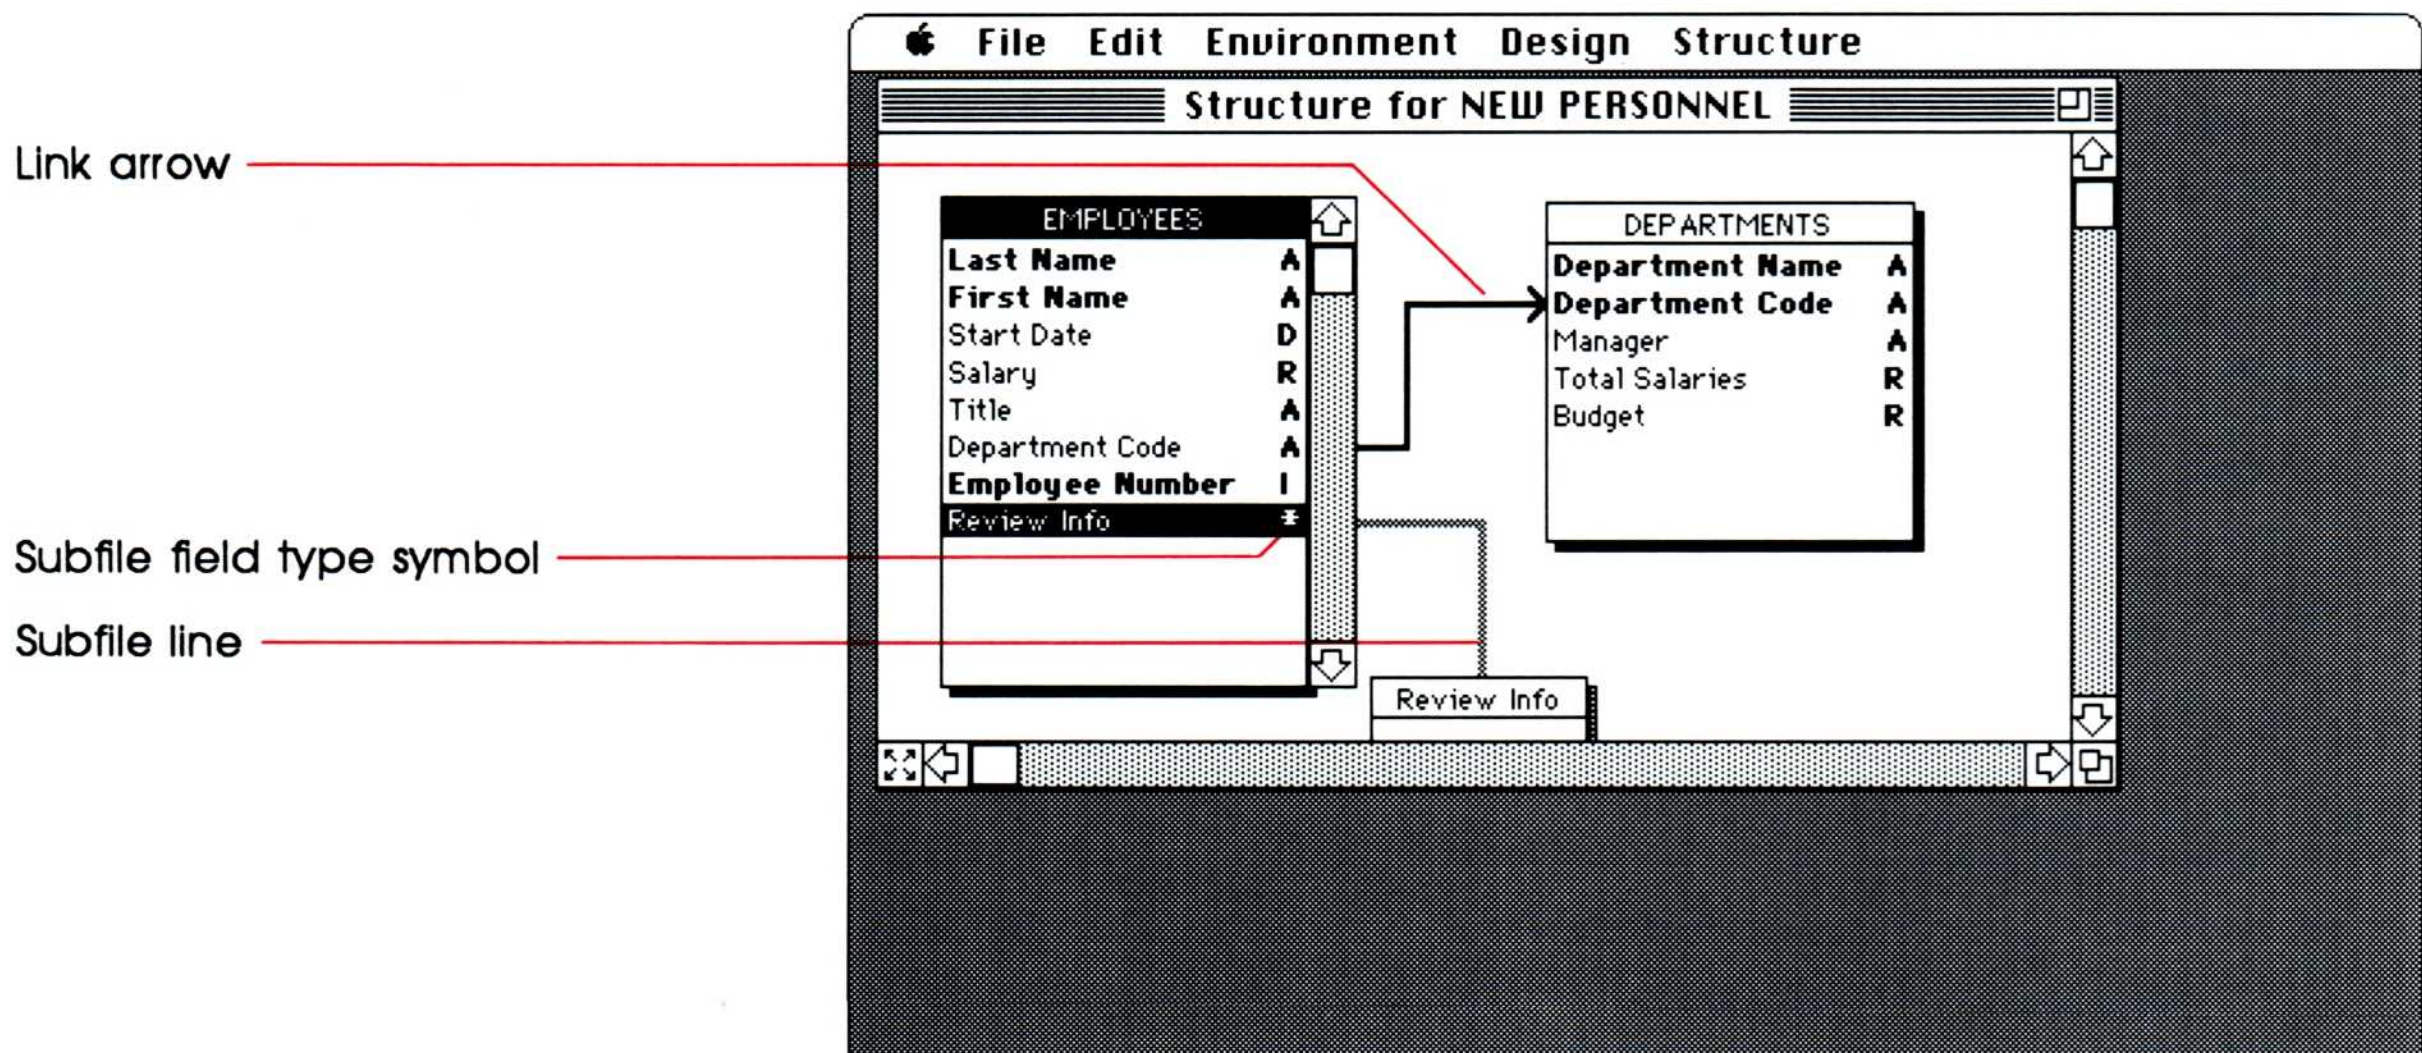 File Edit Environment Design Structure
Structure for NEW PERSONNEL
Link arrow
EMPLOYEES
Last Name A
First Name A
Start Date D
Salary R
Title A
Department Code A
Employee Number I
Review Info *
DEPARTMENTS
Department Name A
Department Code A
Manager A
Total Salaries R
Budget R
Subfile field type symbol
Subfile line
Review Info